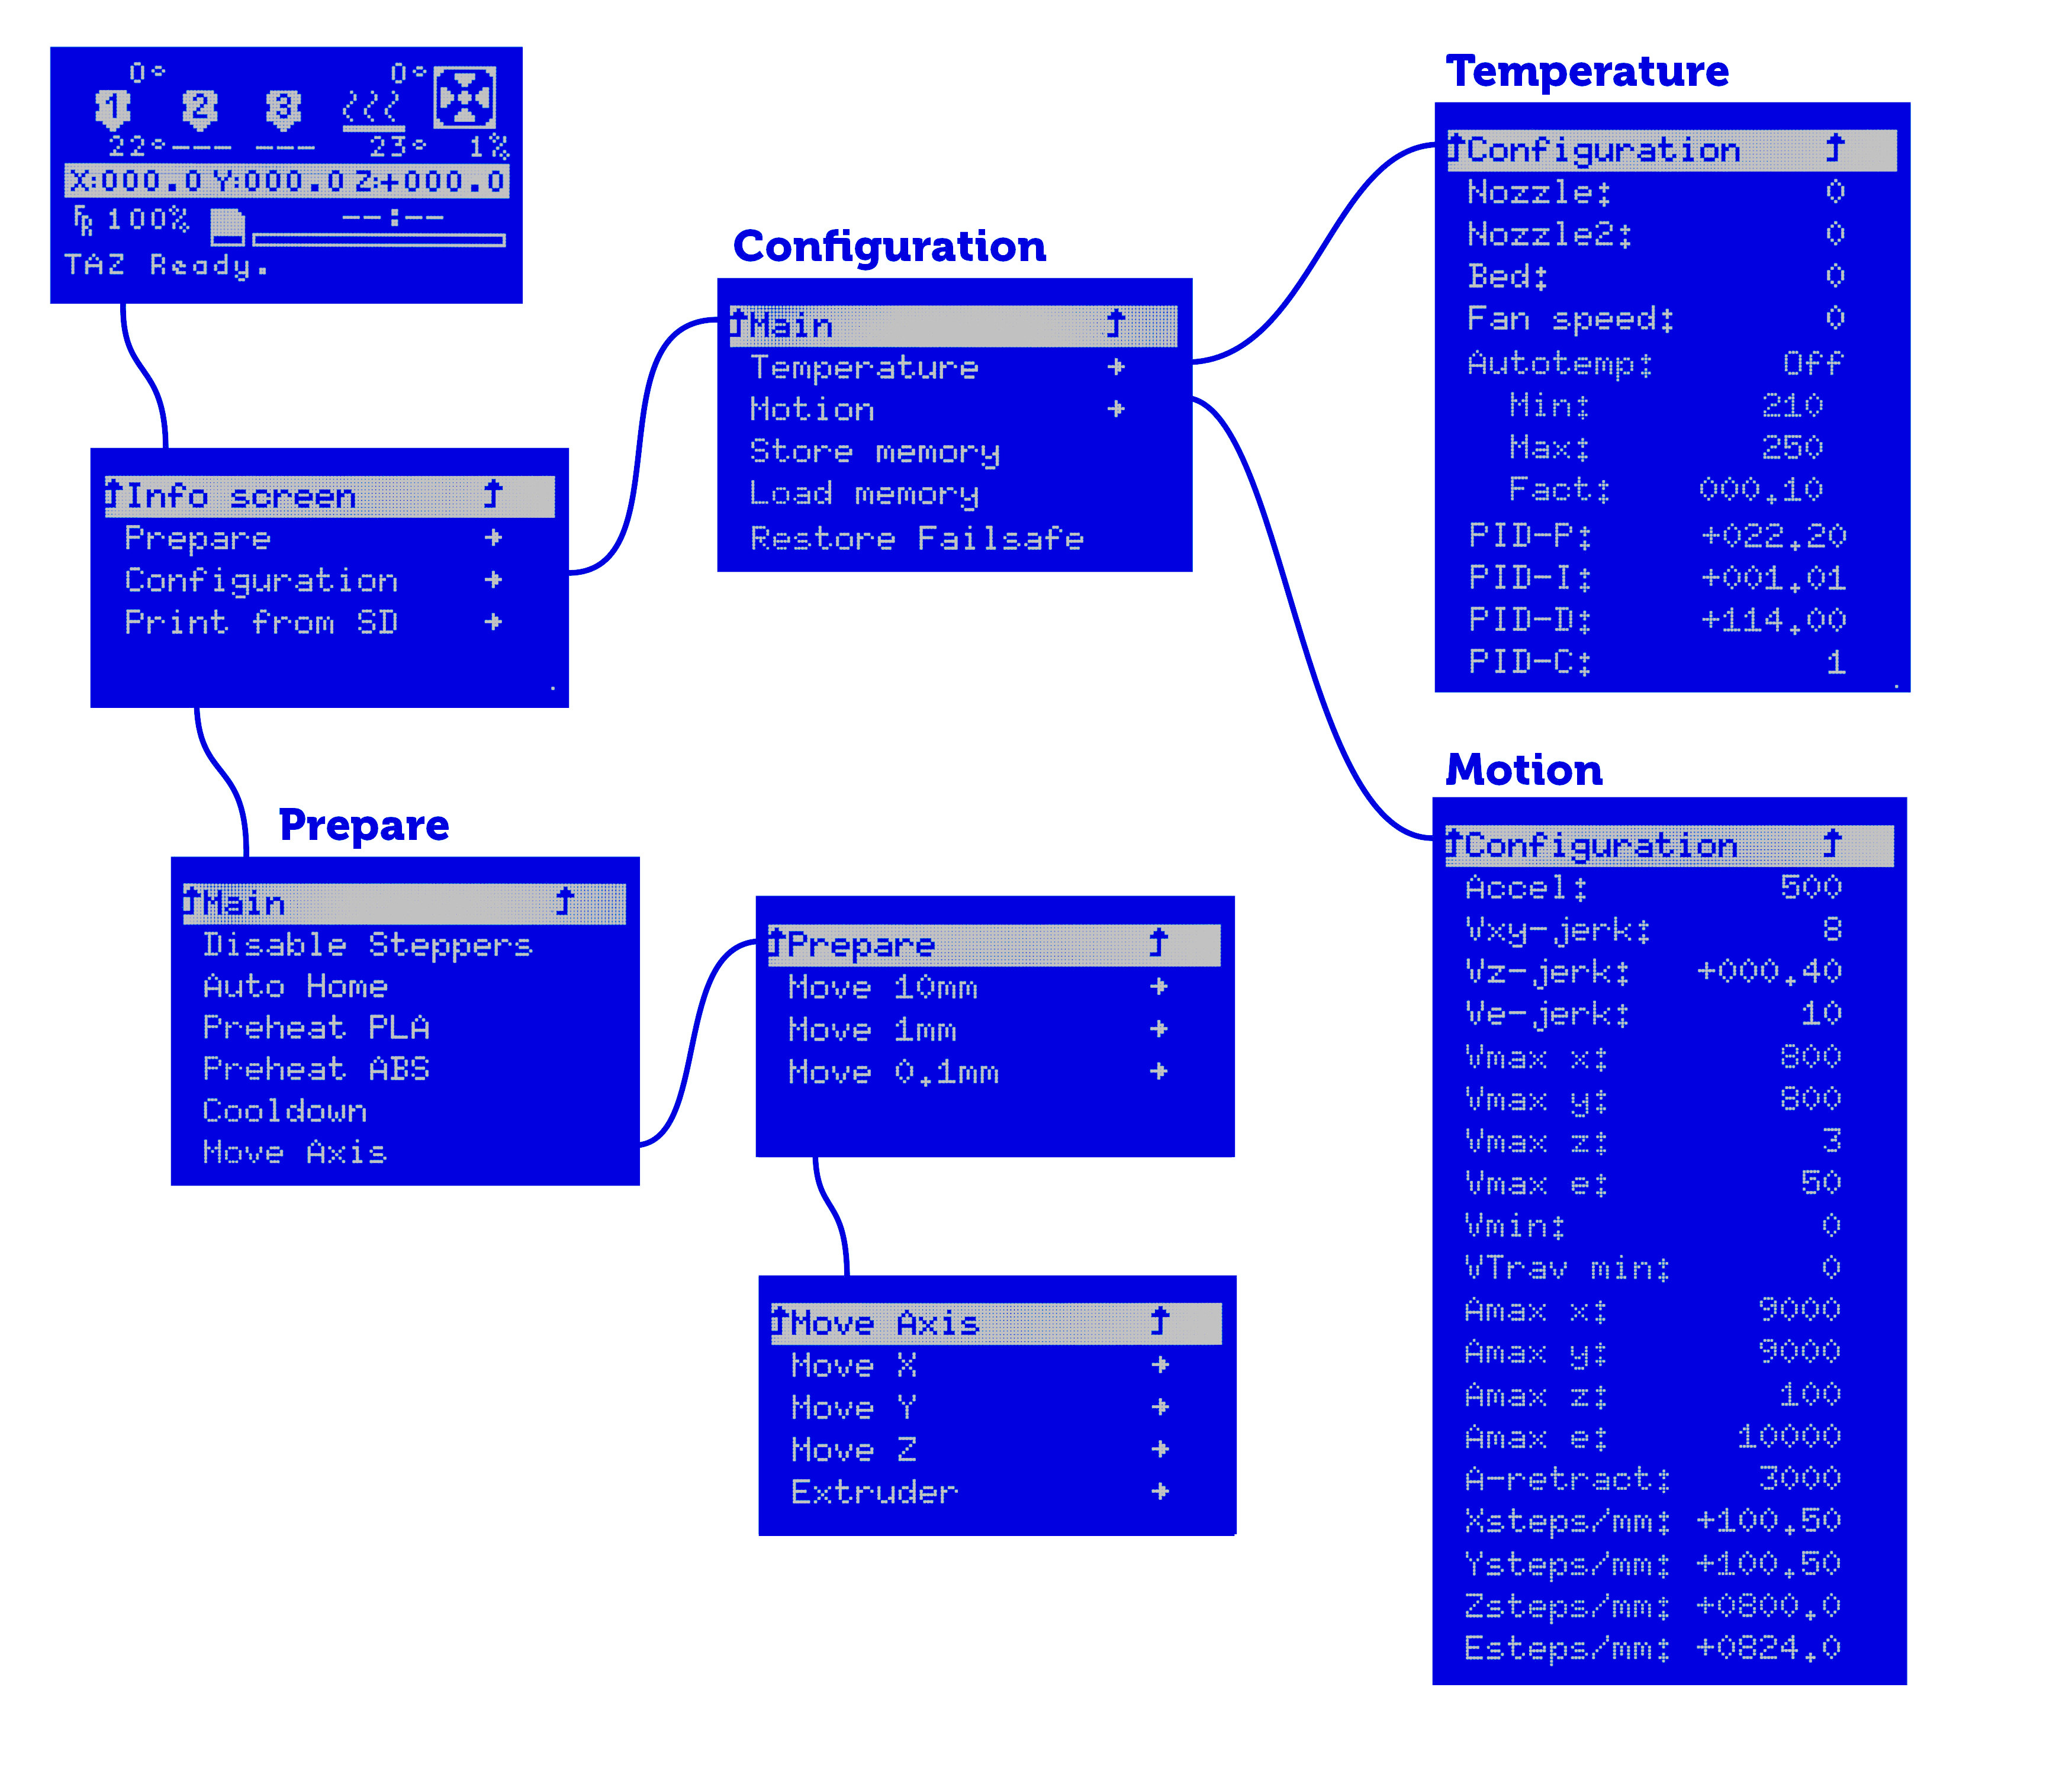 0° 0°
1 2 3
22°--- --- 23° 1%
X:000.0 Y:000.0 Z:+000.0
FR 100% --:--
TAZ Ready.
↑Info screen ↑
Prepare →
Configuration →
Print from SD →
Prepare
↑Main ↑
Disable Steppers
Auto Home
Preheat PLA
Preheat ABS
Cooldown
Move Axis
Configuration
↑Main ↑
Temperature →
Motion →
Store memory
Load memory
Restore Failsafe
↑Prepare ↑
Move 10mm →
Move 1mm →
Move 0.1mm →
↑Move Axis ↑
Move X →
Move Y →
Move Z →
Extruder →
Temperature
↑Configuration ↑
Nozzle: 0
Nozzle2: 0
Bed: 0
Fan speed: 0
Autotemp: Off
Min: 210
Max: 250
Fact: 000.10
PID-P: +022.20
PID-I: +001.01
PID-D: +114.00
PID-C: 1
Motion
↑Configuration ↑
Accel: 500
Vxy-jerk: 8
Vz-jerk: +000.40
Ve-jerk: 10
Vmax x: 800
Vmax y: 800
Vmax z: 3
Vmax e: 50
Vmin: 0
VTrav min: 0
Amax x: 9000
Amax y: 9000
Amax z: 100
Amax e: 10000
A-retract: 3000
Xsteps/mm: +100.50
Ysteps/mm: +100.50
Zsteps/mm: +0800.0
Esteps/mm: +0824.0